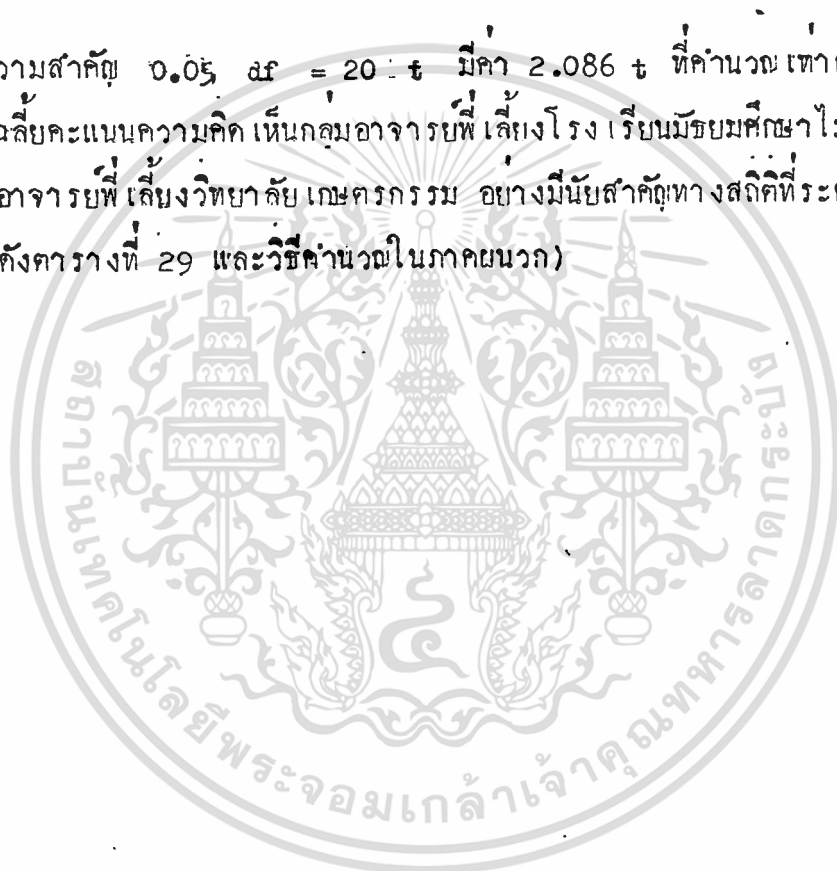 วามสำคัญ 0.05 df = 20 t มีค่า 2.086 t ที่คำนวณเท่า
ฉลี่ยคะแนนความคิดเห็นกลุ่มอาจารย์พี่เลี้ยงโรงเรียนมัธยมศึกษาไ
อาจารย์พี่เลี้ยงวิทยาลัยเกษตรกรรม อย่างมีนัยสำคัญทางสถิติที่ระ
ดังตารางที่ 29 และวิธีคำนวณในภาคผนวก)
สถาบันเทคโนโลยีพระจอมเกล้าเจ้าคุณทหารลาดกระบัง